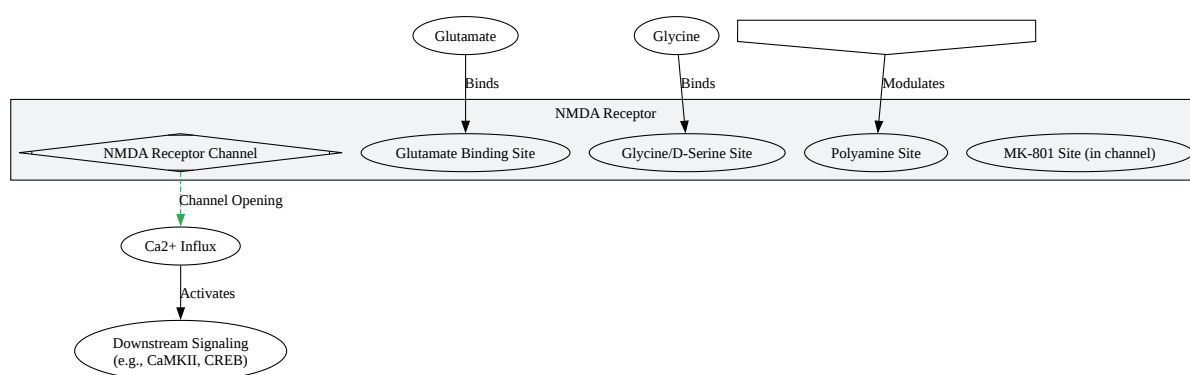 Glutamate
Glycine
Binds
Binds
Modulates
NMDA Receptor
NMDA Receptor Channel
Glutamate Binding Site
Glycine/D-Serine Site
Polyamine Site
MK-801 Site (in channel)
Channel Opening
Ca2+ Influx
Activates
Downstream Signaling
(e.g., CaMKII, CREB)